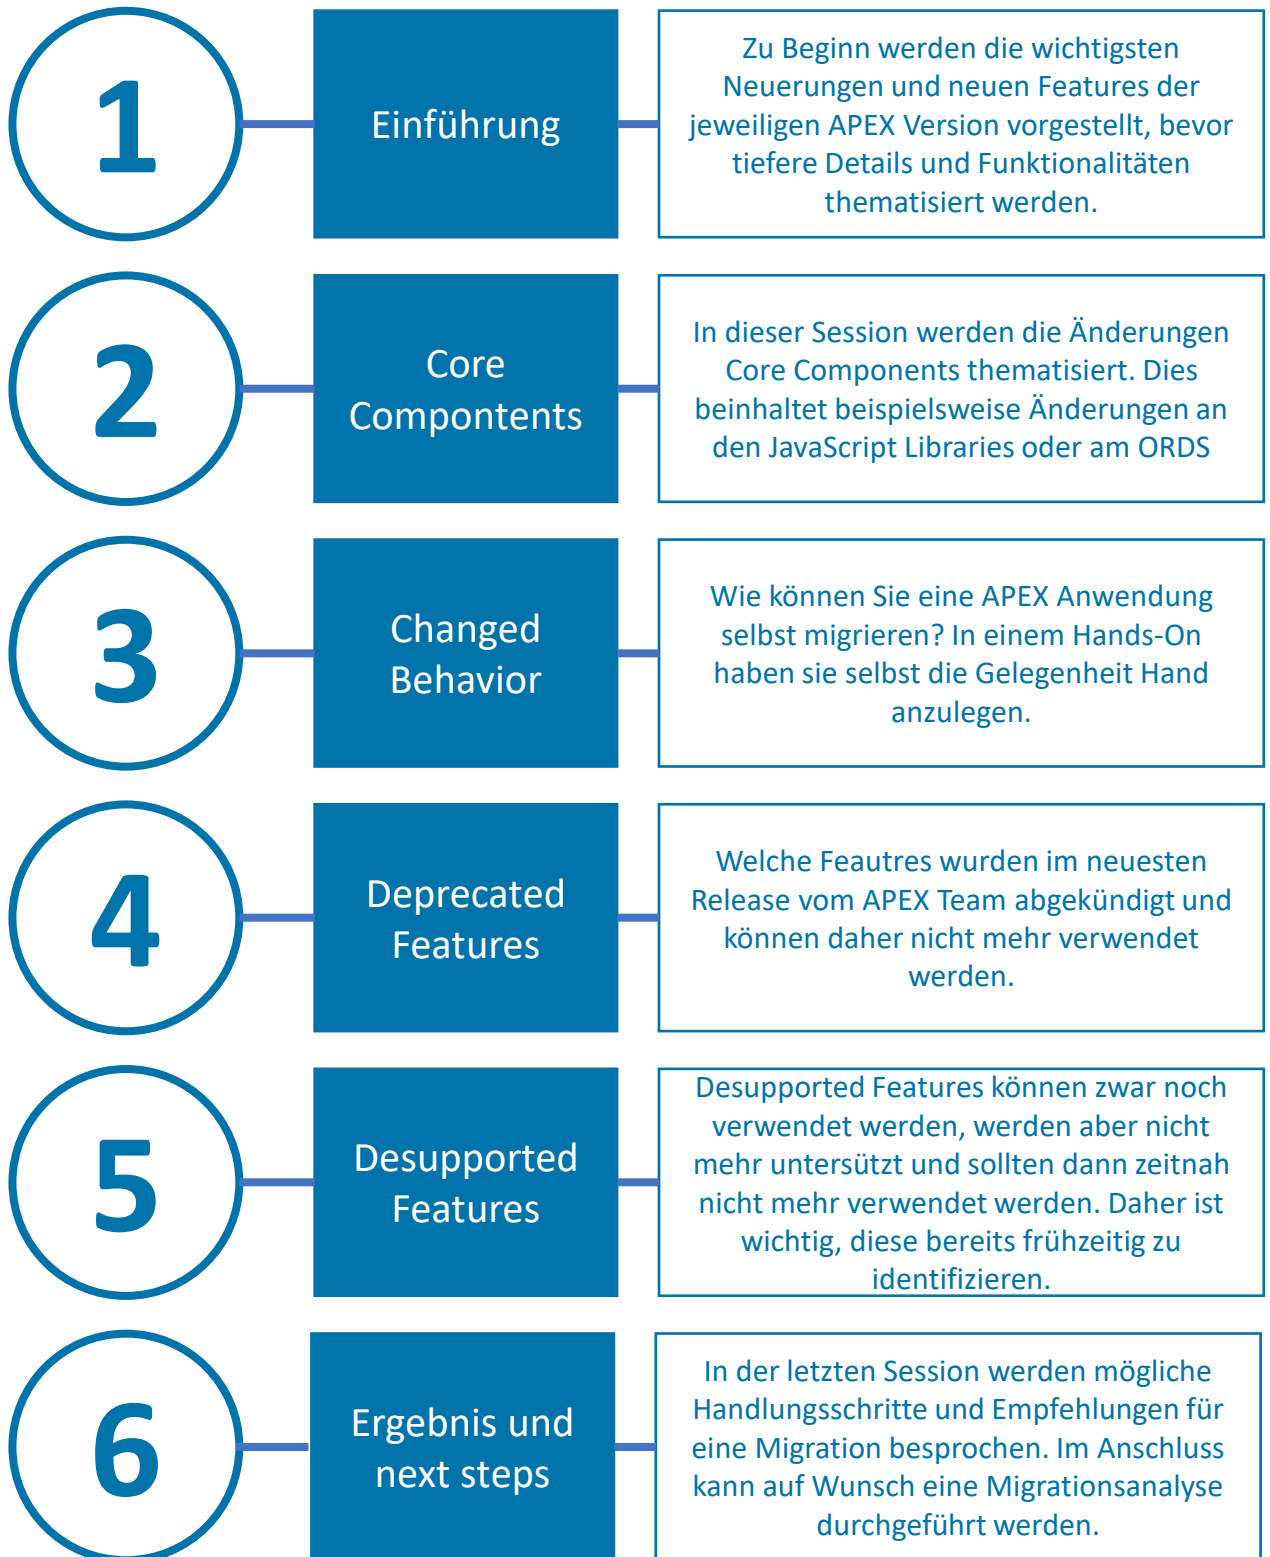 1
Einführung
Zu Beginn werden die wichtigsten
Neuerungen und neuen Features der
jeweiligen APEX Version vorgestellt, bevor
tiefere Details und Funktionalitäten
thematisiert werden.
2
Core
Compontents
In dieser Session werden die Änderungen
Core Components thematisiert. Dies
beinhaltet beispielsweise Änderungen an
den JavaScript Libraries oder am ORDS
3
Changed
Behavior
Wie können Sie eine APEX Anwendung
selbst migrieren? In einem Hands-On
haben sie selbst die Gelegenheit Hand
anzulegen.
4
Deprecated
Features
Welche Feautres wurden im neuesten
Release vom APEX Team abgekündigt und
können daher nicht mehr verwendet
werden.
5
Desupported
Features
Desupported Features können zwar noch
verwendet werden, werden aber nicht
mehr untersützt und sollten dann zeitnah
nicht mehr verwendet werden. Daher ist
wichtig, diese bereits frühzeitig zu
identifizieren.
6
Ergebnis und
next steps
In der letzten Session werden mögliche
Handlungsschritte und Empfehlungen für
eine Migration besprochen. Im Anschluss
kann auf Wunsch eine Migrationsanalyse
durchgeführt werden.